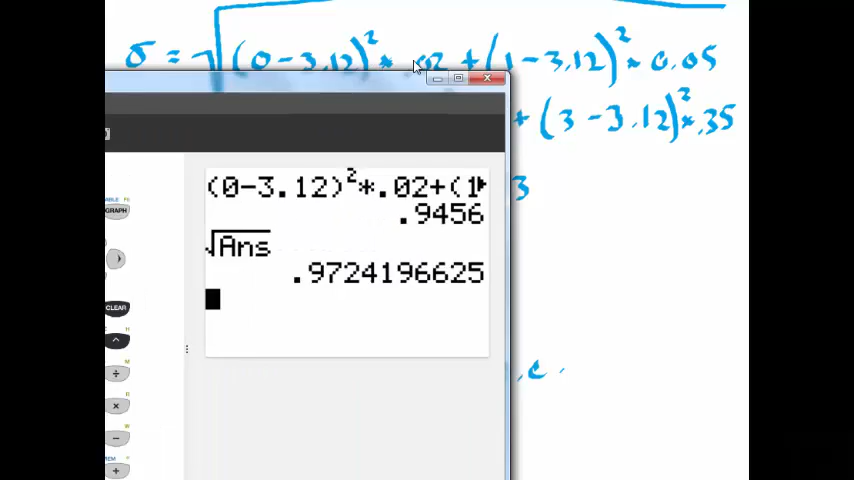 σ = √(0-3.12)²*.02 + (1-3.12)²*0.05
+ (3-3.12)²*.35
3
(0-3.12)²*.02+(1
.9456
√Ans
.9724196625
GRAPH
CLEAR